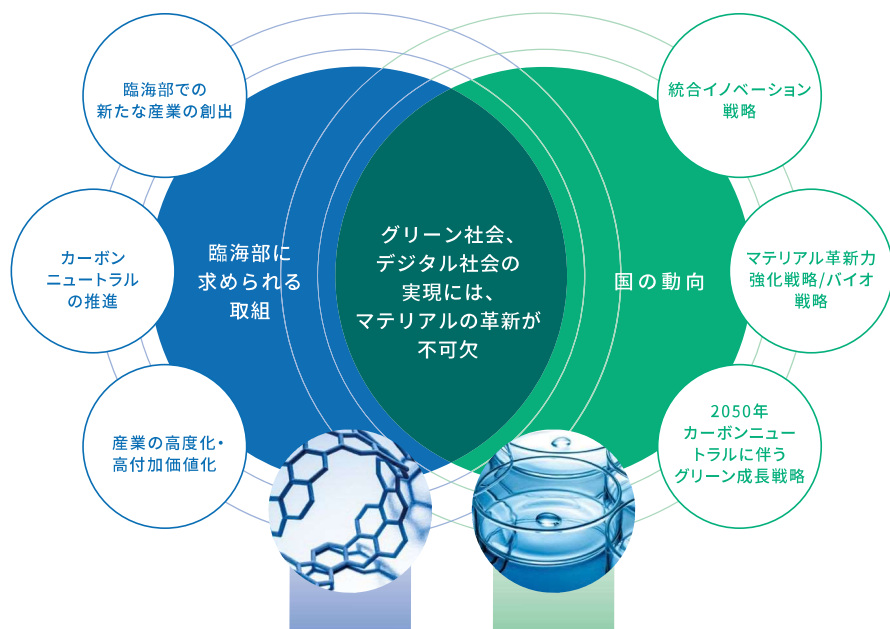 臨海部での
新たな産業の創出
カーボン
ニュートラル
の推進
産業の高度化・
高付加価値化
臨海部に
求められる
取組
グリーン社会、
デジタル社会の
実現には、
マテリアルの革新が
不可欠
国の動向
統合イノベーション
戦略
マテリアル革新力
強化戦略/バイオ
戦略
2050年
カーボンニュー
トラルに伴う
グリーン成長戦略